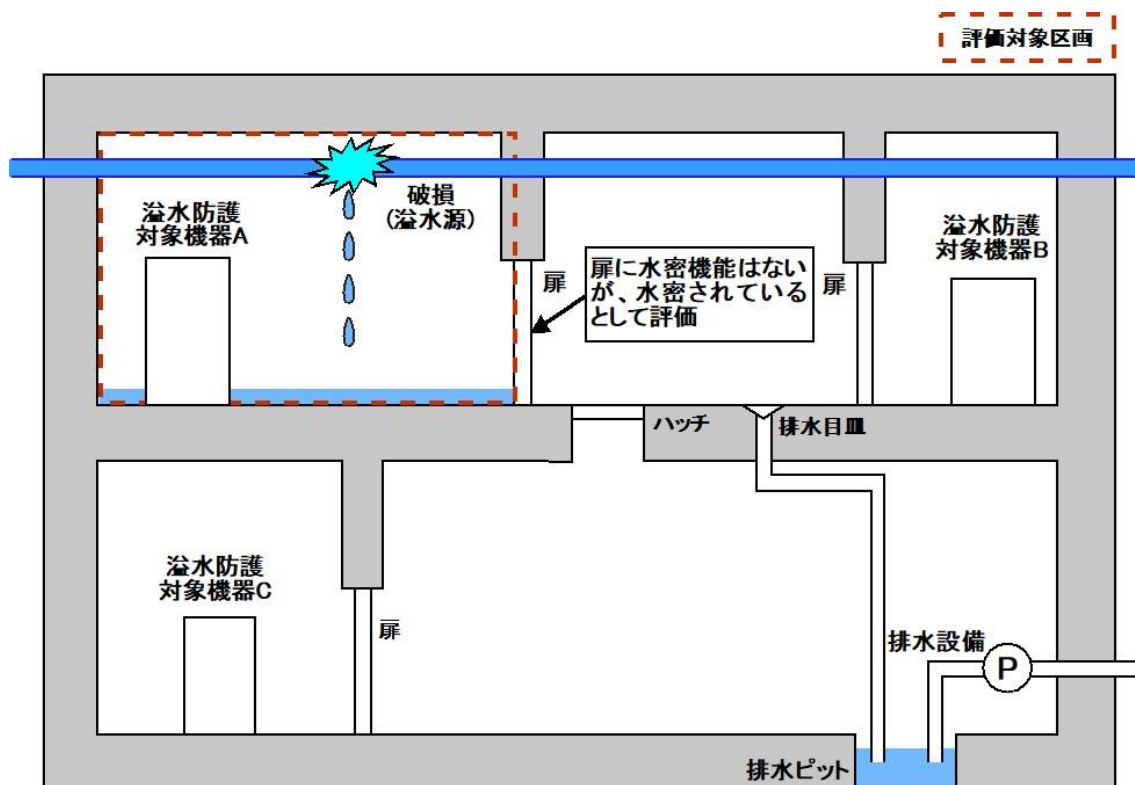 評価対象区画
破損
(溢水源)
溢水防護
対象機器A
溢水防護
対象機器B
扉
扉に水密機能はない
が、水密されている
として評価
扉
ハッチ
排水目皿
溢水防護
対象機器C
扉
排水設備
P
排水ピット